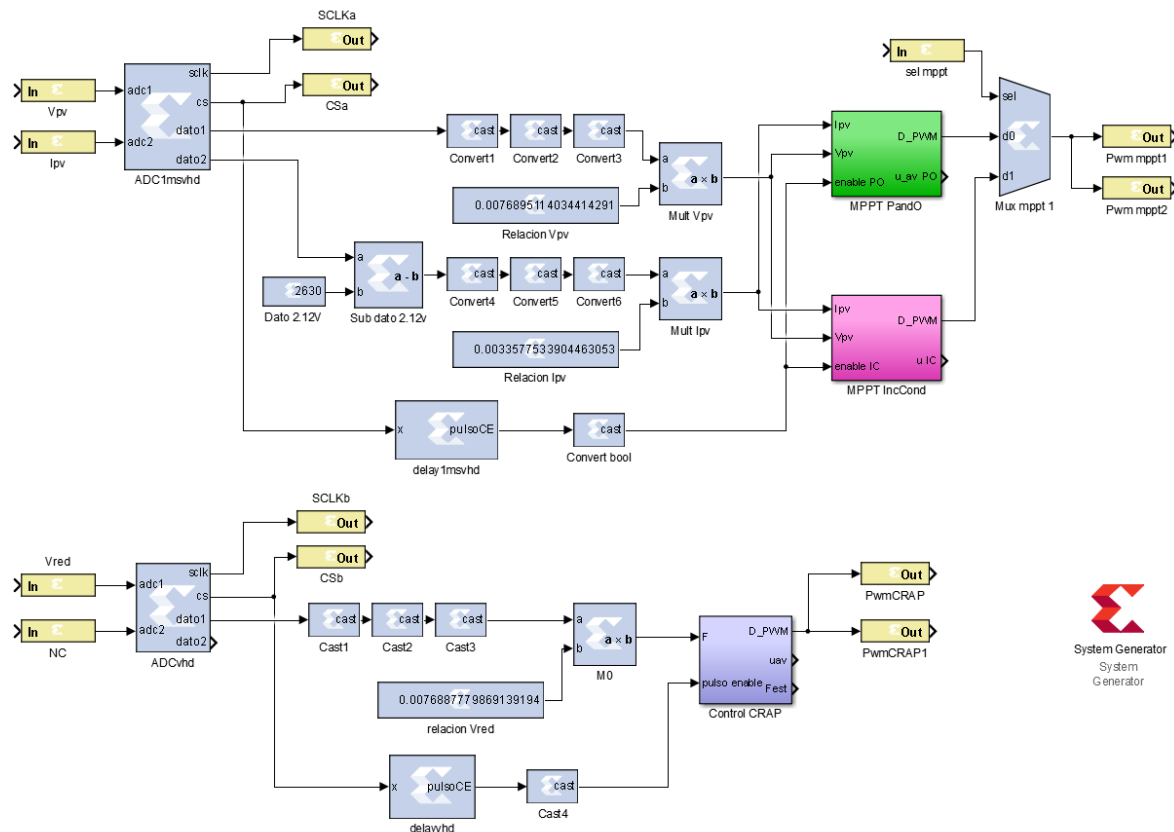 SCLKa
Out
In
sel mppt
sclk
In
adc1
Vpv
cs
Out
CSa
sel
In
adc2
Ipv
dato1
cast
cast
cast
Convert1
Convert2
Convert3
dato2
ADC1msvhd
a
b
a × b
Mult Vpv
0.0076895114034414291
Relacion Vpv
Ipv
D_PWM
Vpv
u_av PO
enable PO
MPPT PandO
d0
d1
Mux mppt 1
Out
Pwm mppt1
Out
Pwm mppt2
a
b
a - b
Sub dato 2.12v
2630
Dato 2.12V
cast
cast
cast
Convert4
Convert5
Convert6
a
b
a × b
Mult Ipv
0.0033577533904463053
Relacion Ipv
Ipv
D_PWM
Vpv
u IC
enable IC
MPPT IncCond
x
pulsoCE
delay1msvhd
cast
Convert bool
SCLKb
Out
Vred
In
adc1
sclk
cs
Out
CSb
In
NC
adc2
dato1
dato2
ADCvhd
cast
cast
cast
Cast1
Cast2
Cast3
a
b
a × b
M0
0.0076887779869139194
relacion Vred
F
D_PWM
uav
pulso enable
Fest
Control CRAP
Out
PwmCRAP
Out
PwmCRAP1
x
pulsoCE
delayvhd
cast
Cast4
System Generator
System
Generator